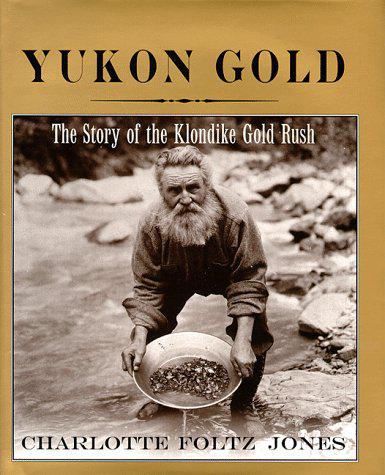 YUKON GOLD
The Story of the Klondike Gold Rush
CHARLOTTE FOLTZ JONES